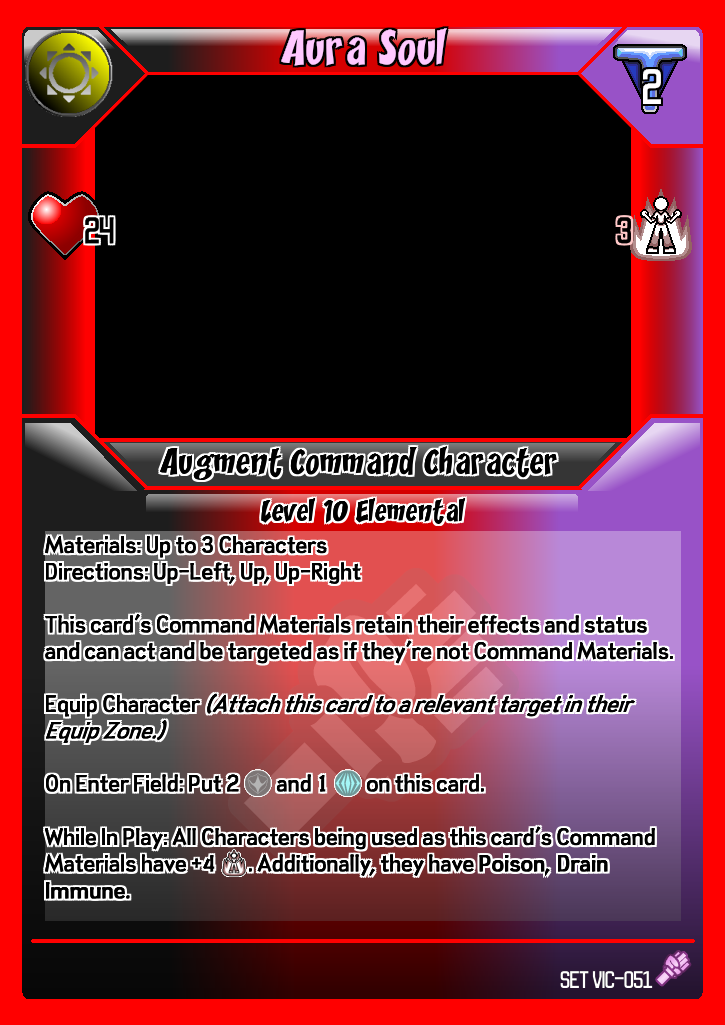 Aura Soul
2
24
3
Augment Command Character
Level 10 Elemental
Materials: Up to 3 Characters
Directions: Up-Left, Up, Up-Right
This card's Command Materials retain their effects and status
and can act and be targeted as if they're not Command Materials.
Equip Character (Attach this card to a relevant target in their
Equip Zone.)
On Enter Field: Put 2 and 1 on this card.
While In Play: All Characters being used as this card's Command
Materials have +4 . Additionally, they have Poison, Drain
Immune.
SET VIC-051